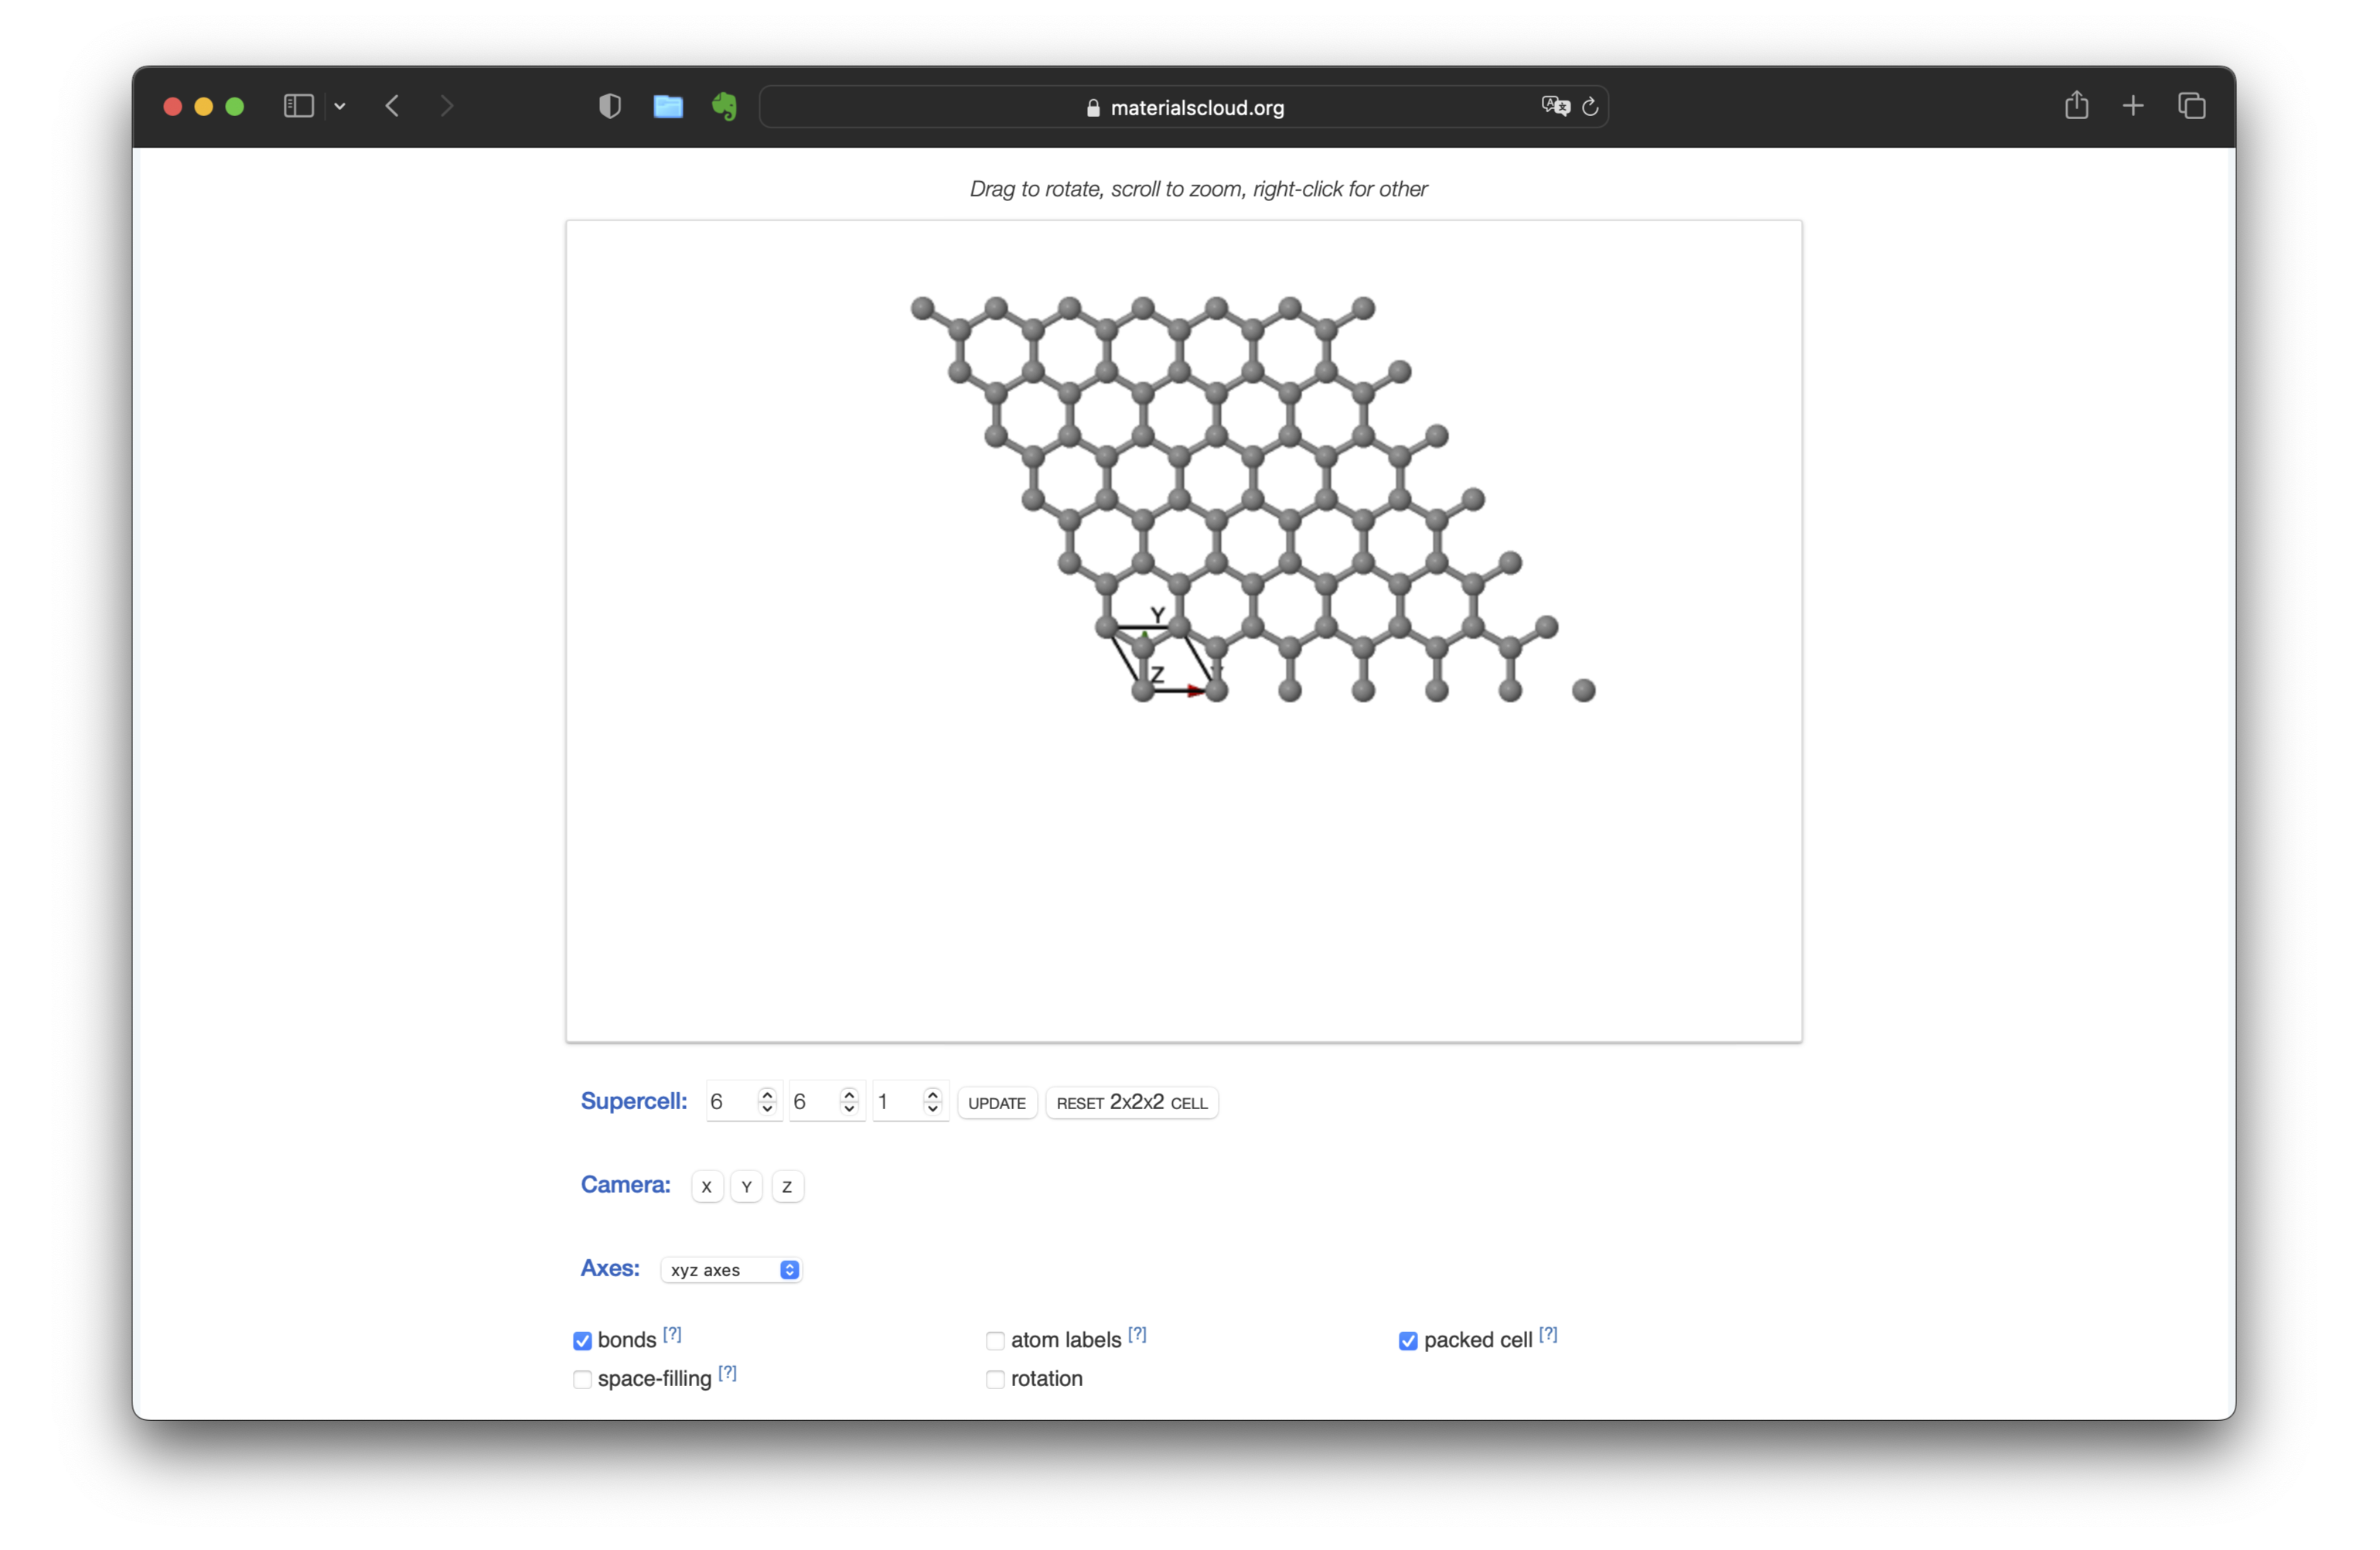 materialscloud.org
Drag to rotate, scroll to zoom, right-click for other
Y
Z
Supercell: 6 6 1 UPDATE RESET 2x2x2 CELL
Camera: X Y Z
Axes: xyz axes
bonds [?] atom labels [?] packed cell [?]
space-filling [?] rotation